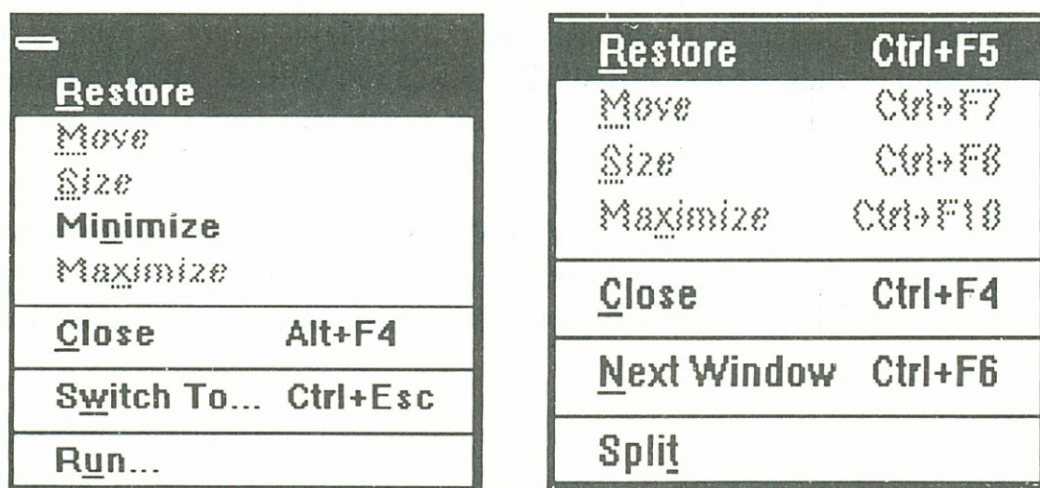 Restore
Move
Size
Minimize
Maximize
Close Alt+F4
Switch To... Ctrl+Esc
Run...
Restore Ctrl+F5
Move Ctrl+F7
Size Ctrl+F8
Maximize Ctrl+F10
Close Ctrl+F4
Next Window Ctrl+F6
Split